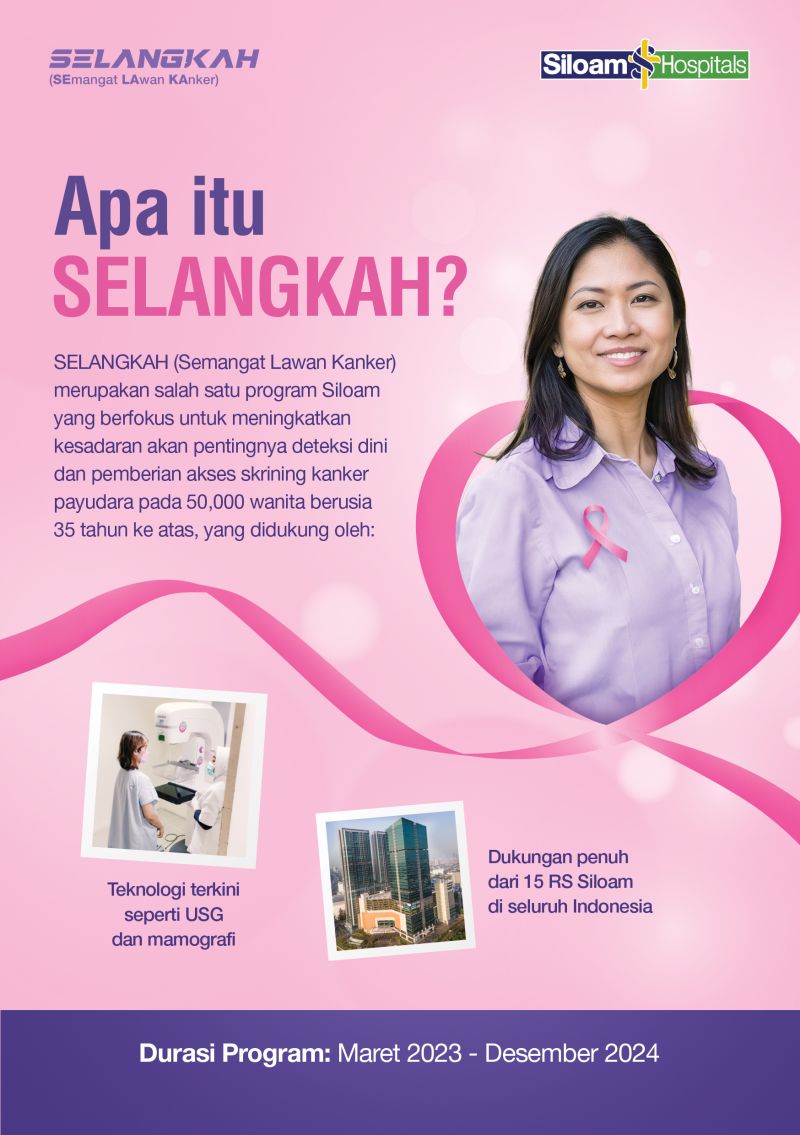 SELANGKAH
(SEmangat LAwan KAnker)
Siloam Hospitals
Apa itu
SELANGKAH?
SELANGKAH (Semangat Lawan Kanker)
merupakan salah satu program Siloam
yang berfokus untuk meningkatkan
kesadaran akan pentingnya deteksi dini
dan pemberian akses skrining kanker
payudara pada 50,000 wanita berusia
35 tahun ke atas, yang didukung oleh:
Teknologi terkini
seperti USG
dan mamografi
Dukungan penuh
dari 15 RS Siloam
di seluruh Indonesia
Durasi Program: Maret 2023 - Desember 2024